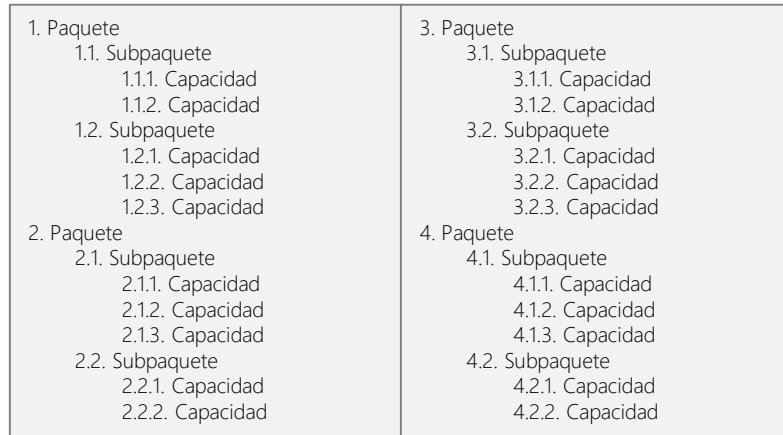 1. Paquete
1.1. Subpaquete
1.1.1. Capacidad
1.1.2. Capacidad
1.2. Subpaquete
1.2.1. Capacidad
1.2.2. Capacidad
1.2.3. Capacidad
2. Paquete
2.1. Subpaquete
2.1.1. Capacidad
2.1.2. Capacidad
2.1.3. Capacidad
2.2. Subpaquete
2.2.1. Capacidad
2.2.2. Capacidad
3. Paquete
3.1. Subpaquete
3.1.1. Capacidad
3.1.2. Capacidad
3.2. Subpaquete
3.2.1. Capacidad
3.2.2. Capacidad
3.2.3. Capacidad
4. Paquete
4.1. Subpaquete
4.1.1. Capacidad
4.1.2. Capacidad
4.1.3. Capacidad
4.2. Subpaquete
4.2.1. Capacidad
4.2.2. Capacidad